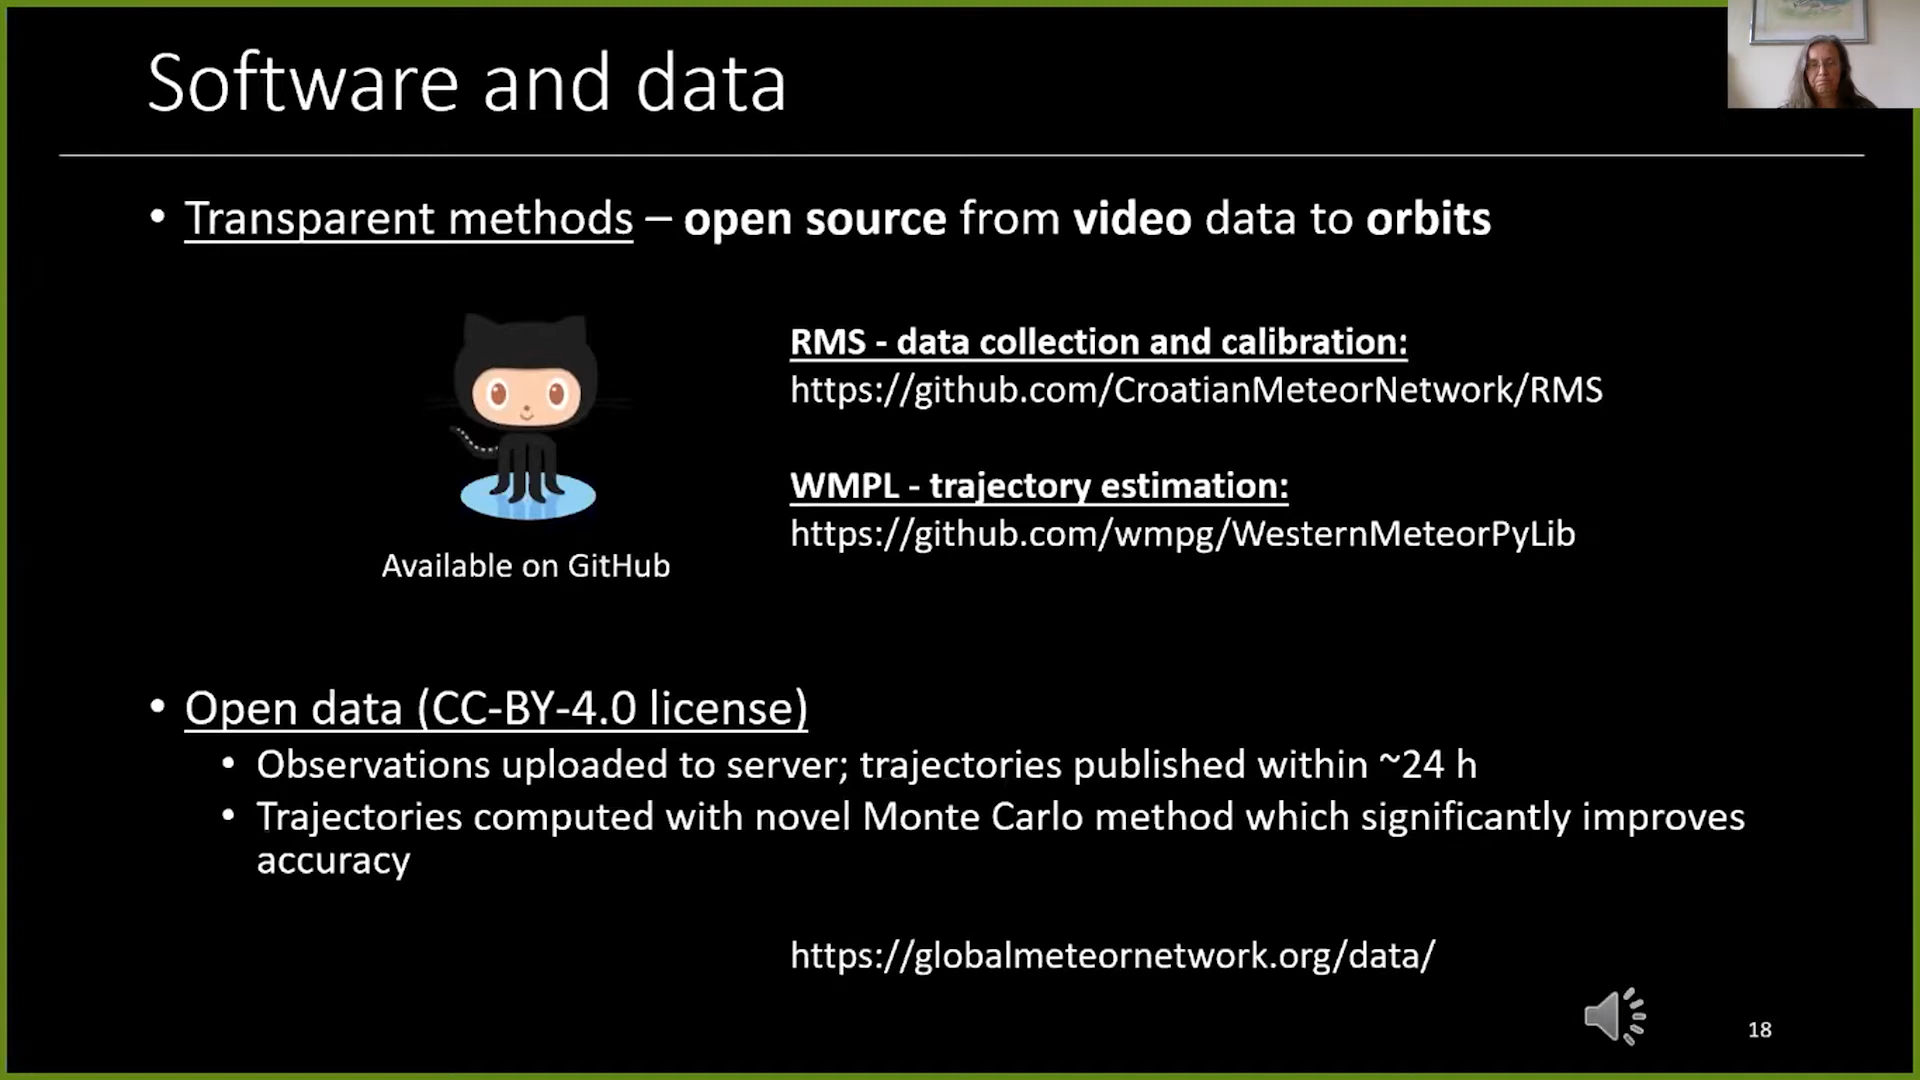 Software and data
• Transparent methods – open source from video data to orbits
RMS - data collection and calibration:
https://github.com/CroatianMeteorNetwork/RMS
WMPL - trajectory estimation:
https://github.com/wmpg/WesternMeteorPyLib
Available on GitHub
• Open data (CC-BY-4.0 license)
• Observations uploaded to server; trajectories published within ~24 h
• Trajectories computed with novel Monte Carlo method which significantly improves
accuracy
https://globalmeteornetwork.org/data/
18